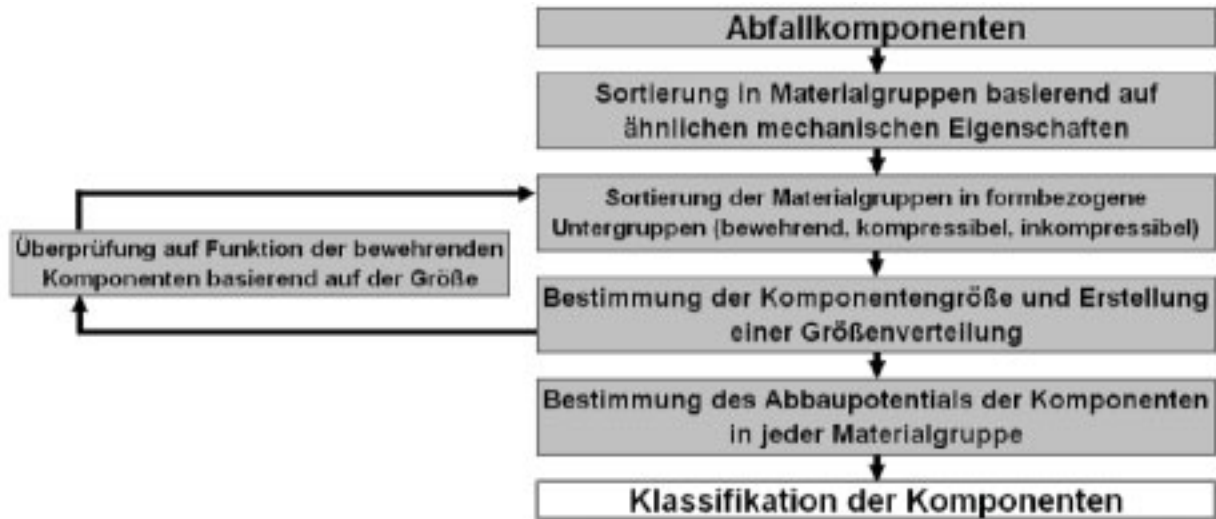 Abfallkomponenten
Sortierung in Materialgruppen basierend auf
ähnlichen mechanischen Eigenschaften
Sortierung der Materialgruppen in formbezogene
Untergruppen (bewehrend, kompressibel, inkompressibel)
Überprüfung auf Funktion der bewehrenden
Komponenten basierend auf der Größe
Bestimmung der Komponentengröße und Erstellung
einer Größenverteilung
Bestimmung des Abbaupotentials der Komponenten
in jeder Materialgruppe
Klassifikation der Komponenten